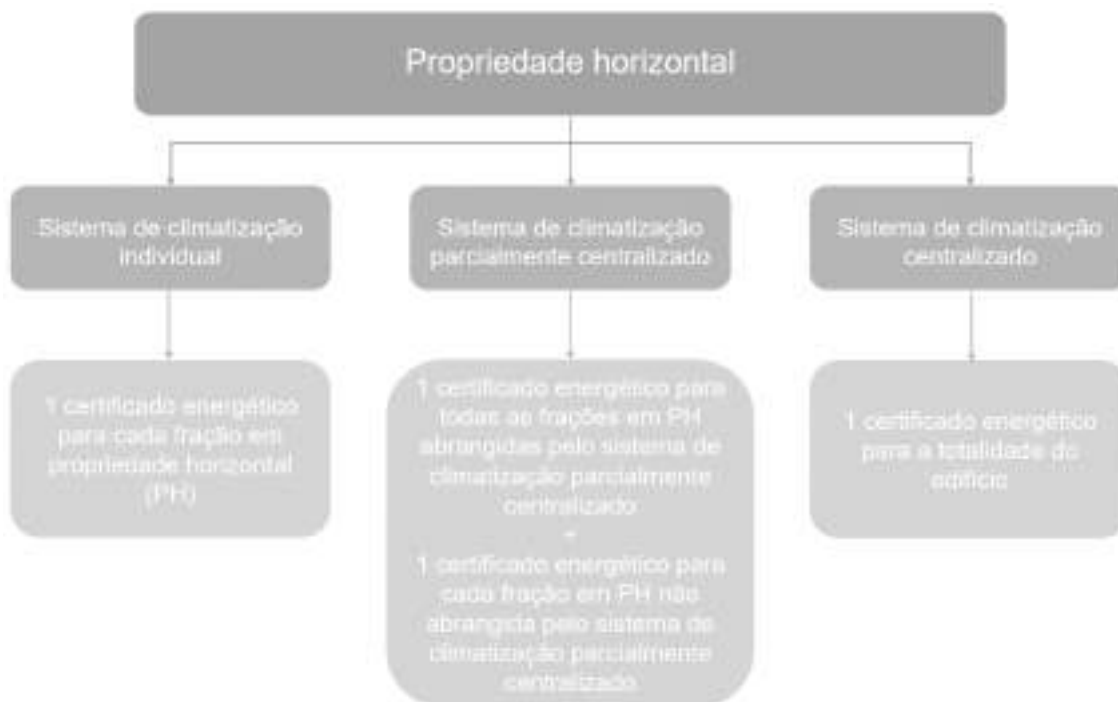 Propriedade horizontal
Sistema de climatização
individual
Sistema de climatização
parcialmente centralizado
Sistema de climatização
centralizado
1 certificado energético
para cada fração em
propriedade horizontal
(PH)
1 certificado energético para
todas as frações em PH
abrangidas pelo sistema de
climatização parcialmente
centralizado
+
1 certificado energético para
cada fração em PH não
abrangida pelo sistema de
climatização parcialmente
centralizado
1 certificado energético
para a totalidade do
edifício